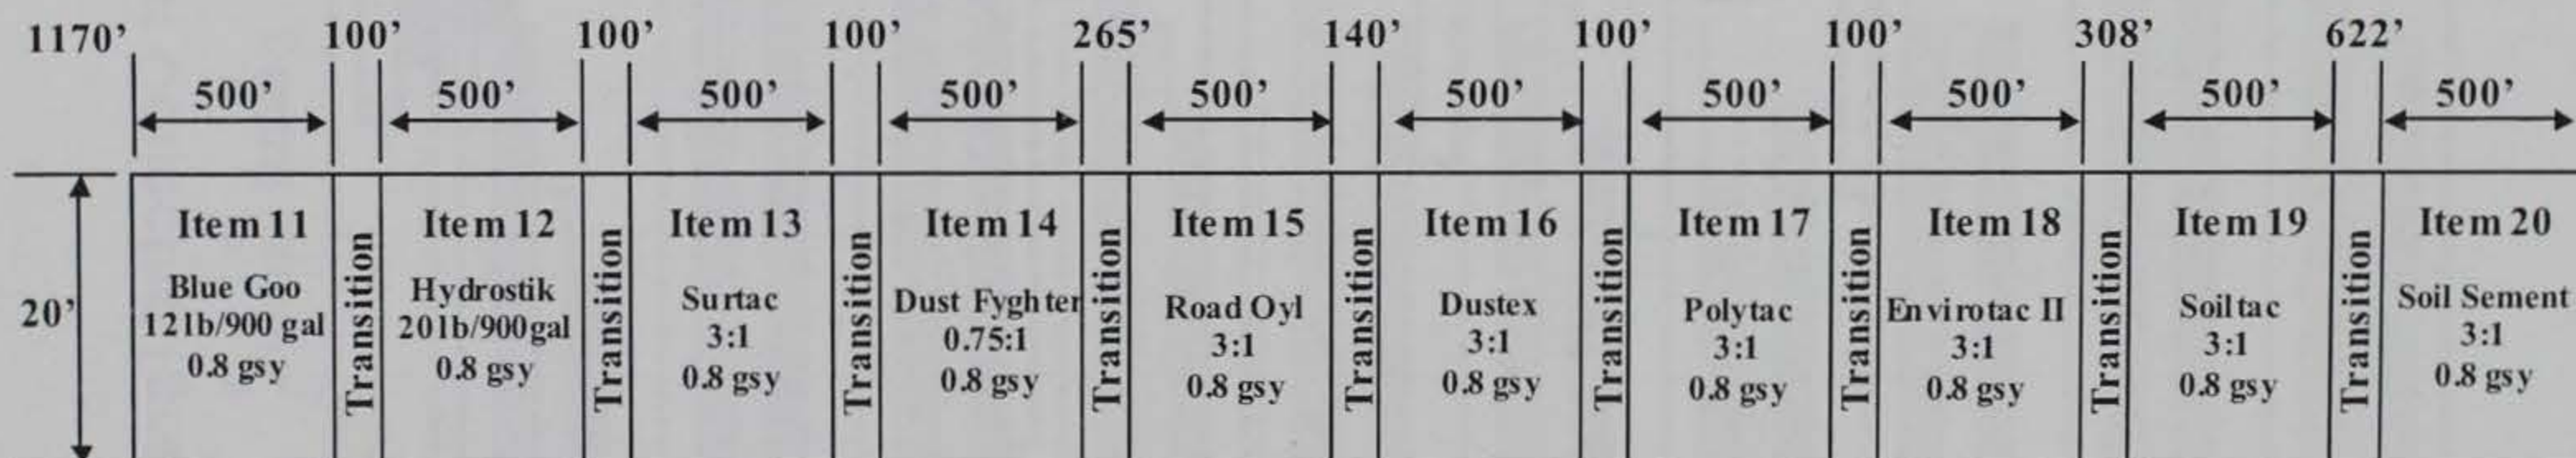 1170’ 100’ 100’ 100’ 265’ 140’ 100’ 100’ 308’ 622’
500’ 500’ 500’ 500’ 500’ 500’ 500’ 500’ 500’ 500’
20’
Item 11
Blue Goo
12 lb/900 gal
0.8 gsy
Transition
Item 12
Hydrostik
20 lb/900gal
0.8 gsy
Transition
Item 13
Surtac
3:1
0.8 gsy
Transition
Item 14
Dust Fyghter
0.75:1
0.8 gsy
Transition
Item 15
Road Oyl
3:1
0.8 gsy
Transition
Item 16
Dustex
3:1
0.8 gsy
Transition
Item 17
Polytac
3:1
0.8 gsy
Transition
Item 18
Envirotac II
3:1
0.8 gsy
Transition
Item 19
Soiltac
3:1
0.8 gsy
Transition
Item 20
Soil Sement
3:1
0.8 gsy